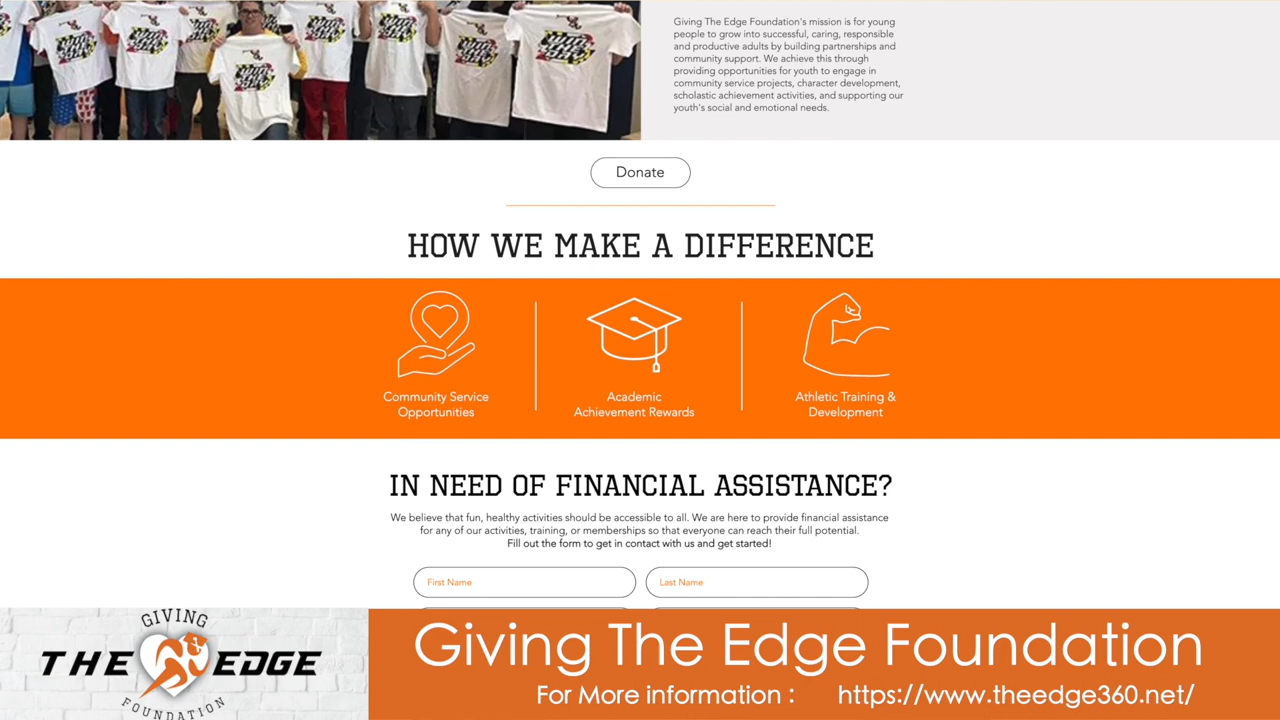 Giving The Edge Foundation's mission is for young
people to grow into successful, caring, responsible
and productive adults by building partnerships and
community support. We achieve this through
providing opportunities for youth to engage in
community service projects, character development,
scholastic achievement activities, and supporting our
youth's social and emotional needs.
Donate
HOW WE MAKE A DIFFERENCE
Community Service
Opportunities
Academic
Achievement Rewards
Athletic Training &
Development
IN NEED OF FINANCIAL ASSISTANCE?
We believe that fun, healthy activities should be accessible to all. We are here to provide financial assistance
for any of our activities, training, or memberships so that everyone can reach their full potential.
Fill out the form to get in contact with us and get started!
First Name
Last Name
GIVING
THE EDGE
FOUNDATION
Giving The Edge Foundation
For More information : https://www.theedge360.net/